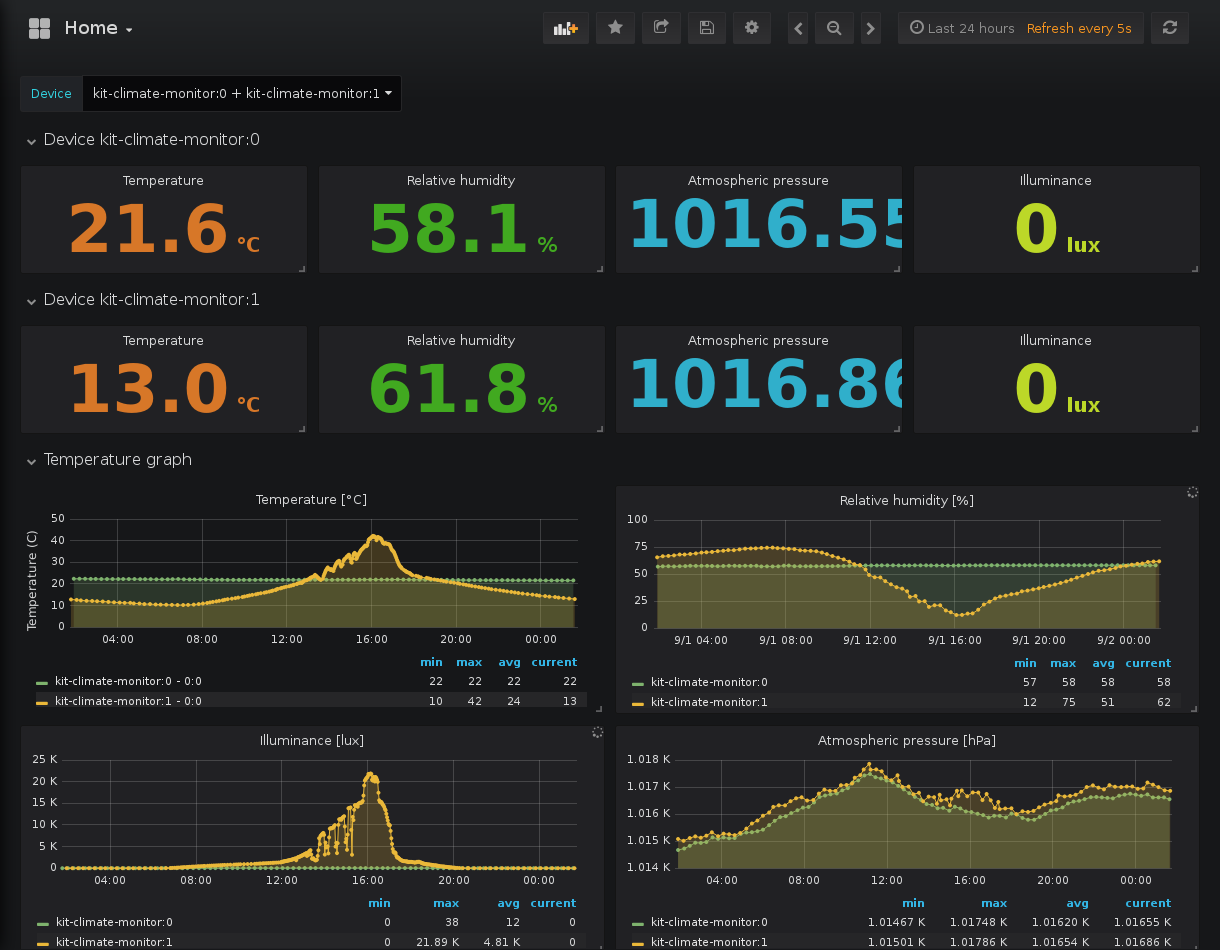 Home
Last 24 hours Refresh every 5s
Device kit-climate-monitor:0 + kit-climate-monitor:1
Device kit-climate-monitor:0
Temperature Relative humidity Atmospheric pressure Illuminance
21.6 °C 58.1 % 1016.55 0 lux
Device kit-climate-monitor:1
Temperature Relative humidity Atmospheric pressure Illuminance
13.0 °C 61.8 % 1016.86 0 lux
Temperature graph
Temperature [°C]
Temperature (C)
50
40
30
20
10
0
04:00 08:00 12:00 16:00 20:00 00:00
min max avg current
kit-climate-monitor:0 - 0:0 22 22 22 22
kit-climate-monitor:1 - 0:0 10 42 24 13
Relative humidity [%]
100
75
50
25
0
9/1 04:00 9/1 08:00 9/1 12:00 9/1 16:00 9/1 20:00 9/2 00:00
min max avg current
kit-climate-monitor:0 57 58 58 58
kit-climate-monitor:1 12 75 51 62
Illuminance [lux]
25 K
20 K
15 K
10 K
5 K
0
04:00 08:00 12:00 16:00 20:00 00:00
min max avg current
kit-climate-monitor:0 0 38 12 0
kit-climate-monitor:1 0 21.89 K 4.81 K 0
Atmospheric pressure [hPa]
1.018 K
1.017 K
1.016 K
1.015 K
1.014 K
04:00 08:00 12:00 16:00 20:00 00:00
min max avg current
kit-climate-monitor:0 1.01467 K 1.01748 K 1.01620 K 1.01655 K
kit-climate-monitor:1 1.01501 K 1.01786 K 1.01654 K 1.01686 K